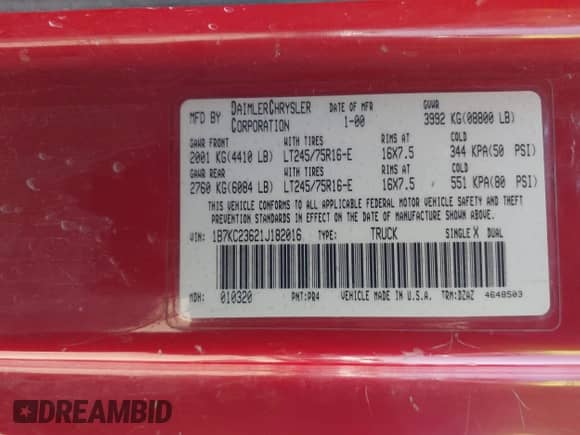 MFD BY DAIMLERCHRYSLER CORPORATION DATE OF MFR 1-00 GVWR 3992 KG(08800 LB)
GAWR FRONT WITH TIRES RIMS AT COLD
2001 KG(4410 LB) LT245/75R16-E 16X7.5 344 KPA(50 PSI)
GAWR REAR WITH TIRES RIMS AT COLD
2760 KG(6084 LB) LT245/75R16-E 16X7.5 551 KPA(80 PSI)
THIS VEHICLE CONFORMS TO ALL APPLICABLE FEDERAL MOTOR VEHICLE SAFETY AND THEFT
PREVENTION STANDARDS IN EFFECT ON THE DATE OF MANUFACTURE SHOWN ABOVE.
VIN: 1B7KC23621J182016 TYPE: TRUCK SINGLE X DUAL
MDH: 010320 PNT:PR4 VEHICLE MADE IN U.S.A. TRM:DZAZ 4648503
DREAMBID